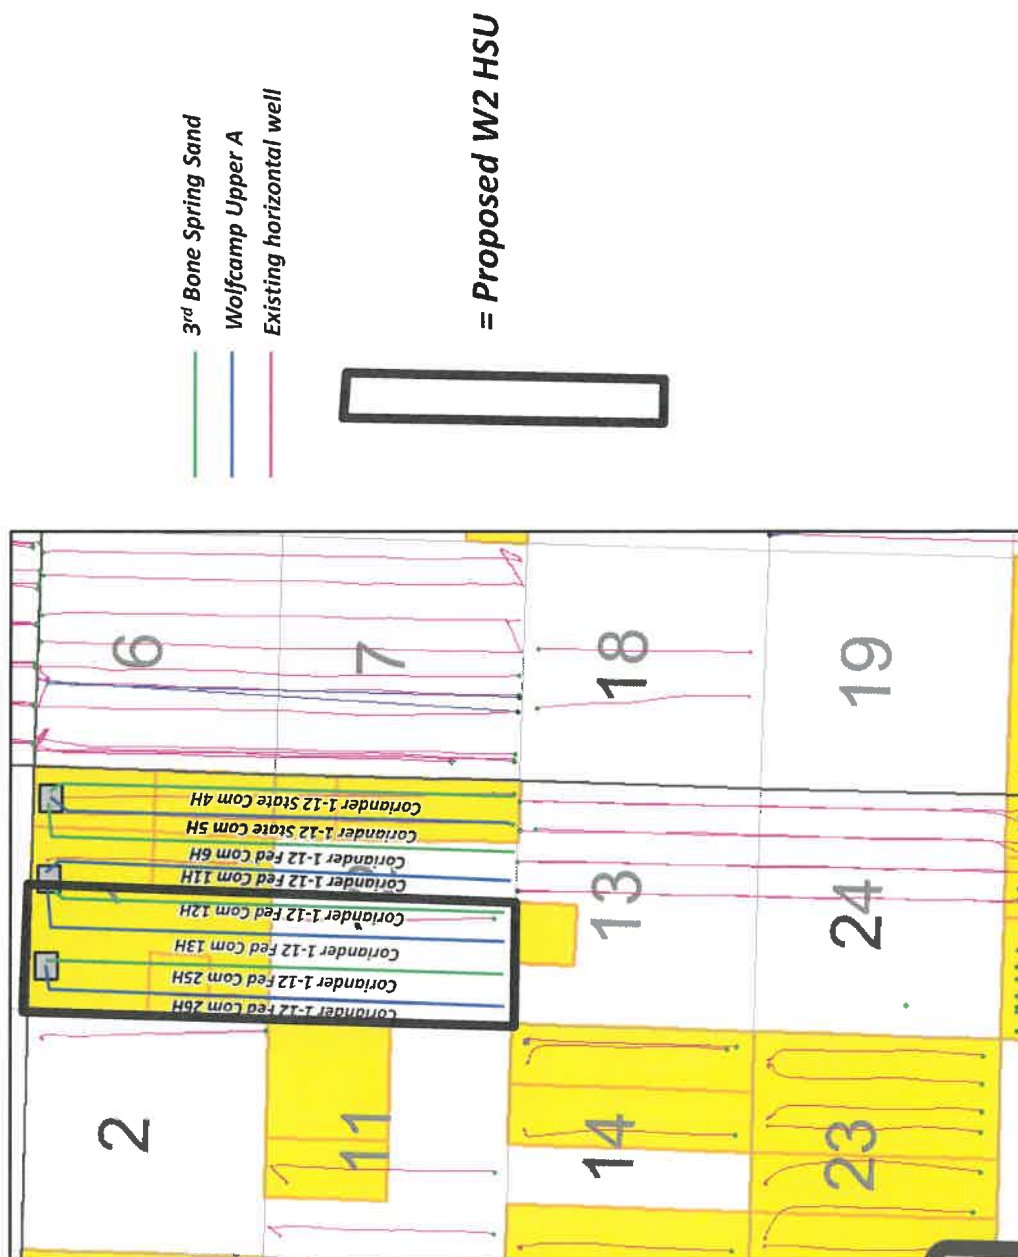 3rd Bone Spring Sand
Wolfcamp Upper A
Existing horizontal well
= Proposed W2 HSU
6
7
18
19
Coriander 1-12 State Com 4H
Coriander 1-12 State Com 5H
Coriander 1-12 Fed Com 6H
Coriander 1-12 Fed Com 11H
Coriander 1-12 Fed Com 12H
Coriander 1-12 Fed Com 13H
Coriander 1-12 Fed Com 25H
Coriander 1-12 Fed Com 26H
13
24
2
11
14
23